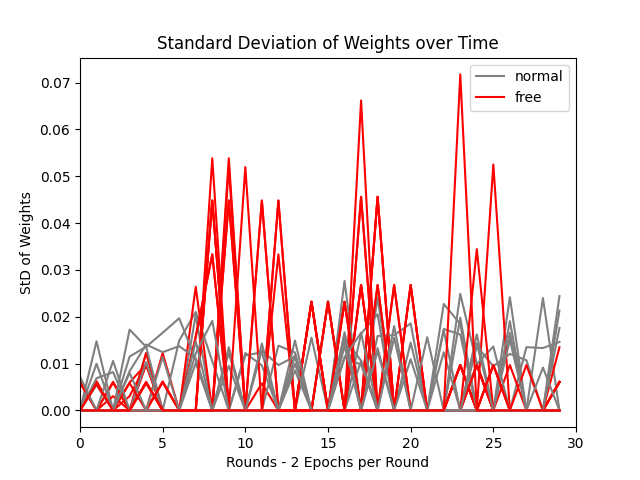 Standard Deviation of Weights over Time
normal
free
StD of Weights
0.07
0.06
0.05
0.04
0.03
0.02
0.01
0.00
0 5 10 15 20 25 30
Rounds - 2 Epochs per Round